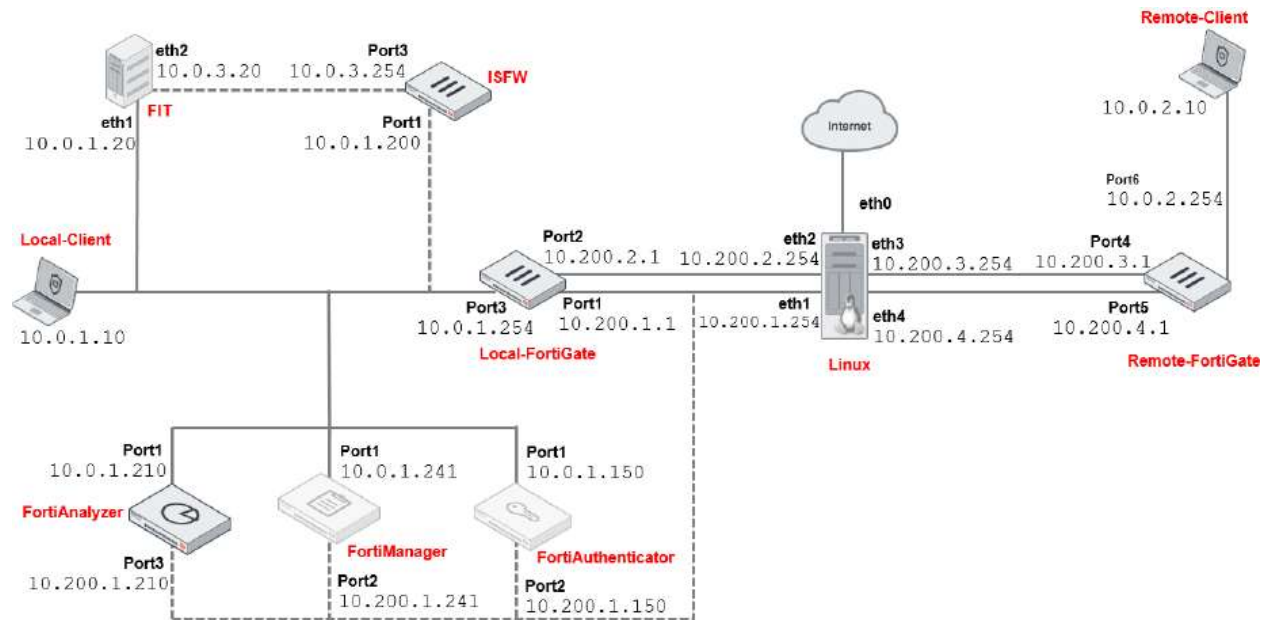 Remote-Client
eth2
10.0.3.20
Port3
10.0.3.254
ISFW
FIT
eth1
10.0.1.20
Port1
10.0.1.200
Internet
10.0.2.10
Port6
10.0.2.254
eth0
Local-Client
10.0.1.10
Port2
10.200.2.1
eth2
10.200.2.254
eth3
10.200.3.254
Port4
10.200.3.1
Port3
10.0.1.254
Port1
10.200.1.1
Local-FortiGate
eth1
10.200.1.254
eth4
10.200.4.254
Linux
Port5
10.200.4.1
Remote-FortiGate
Port1
10.0.1.210
Port1
10.0.1.241
Port1
10.0.1.150
FortiAnalyzer
FortiManager
FortiAuthenticator
Port3
10.200.1.210
Port2
10.200.1.241
Port2
10.200.1.150